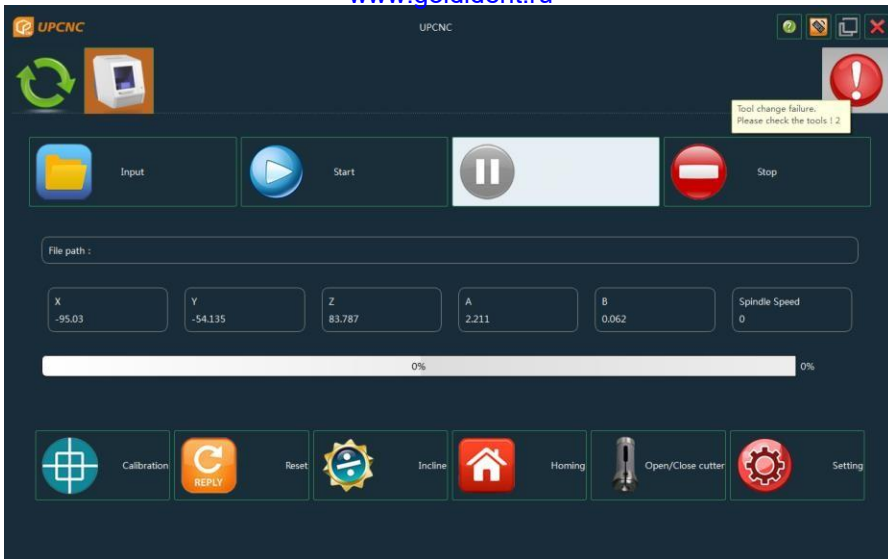 www.goldident.ru
UPCNC
UPCNC
Tool change failure.
Please check the tools ! 2
Input
Start
Stop
File path :
X
-95.03
Y
-54.135
Z
83.787
A
2.211
B
0.062
Spindle Speed
0
0%
0%
Calibration
REPLY
Reset
Incline
Homing
Open/Close cutter
Setting